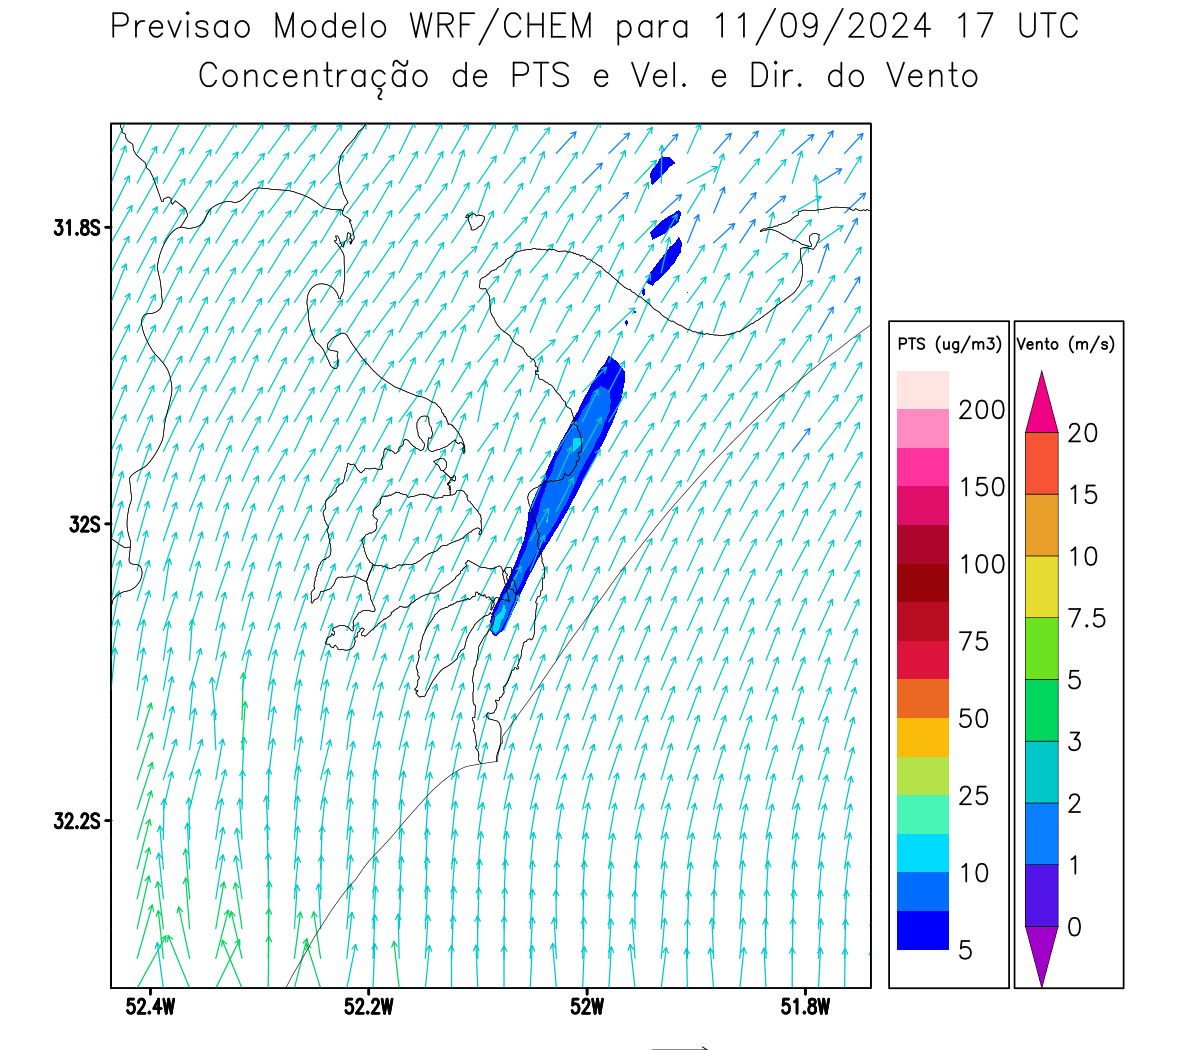 Previsao Modelo WRF/CHEM para 11/09/2024 17 UTC
Concentração de PTS e Vel. e Dir. do Vento
31.8S
32S
32.2S
52.4W 52.2W 52W 51.8W
PTS (ug/m3)
200
150
100
75
50
25
10
5
Vento (m/s)
20
15
10
7.5
5
3
2
1
0